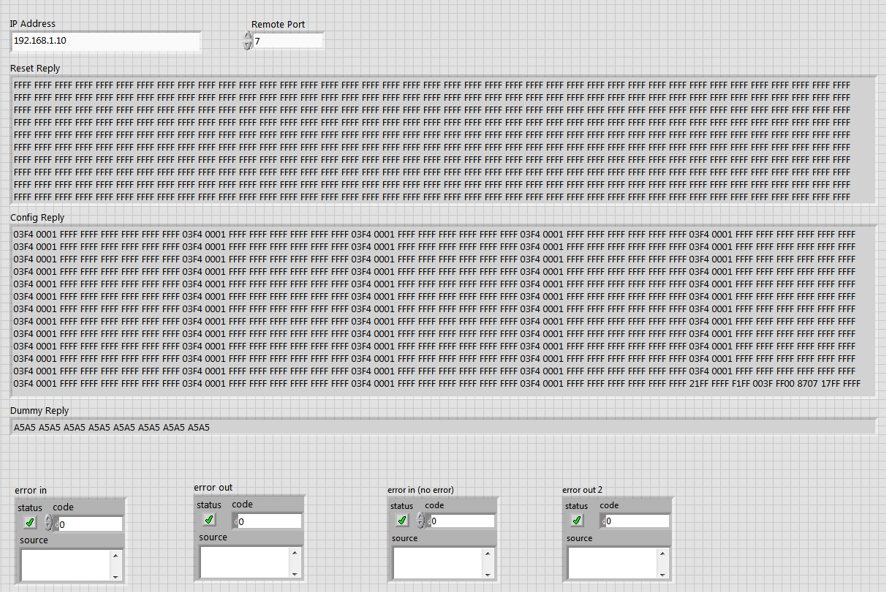 IP Address
192.168.1.10
Remote Port
7
Reset Reply
FFFF FFFF FFFF FFFF FFFF FFFF FFFF FFFF FFFF FFFF FFFF FFFF FFFF FFFF FFFF FFFF FFFF FFFF FFFF FFFF FFFF FFFF FFFF FFFF FFFF FFFF FFFF FFFF FFFF FFFF FFFF FFFF FFFF FFFF FFFF FFFF FFFF FFFF FFFF FFFF FFFF
FFFF FFFF FFFF FFFF FFFF FFFF FFFF FFFF FFFF FFFF FFFF FFFF FFFF FFFF FFFF FFFF FFFF FFFF FFFF FFFF FFFF FFFF FFFF FFFF FFFF FFFF FFFF FFFF FFFF FFFF FFFF FFFF FFFF FFFF FFFF FFFF FFFF FFFF FFFF FFFF FFFF
FFFF FFFF FFFF FFFF FFFF FFFF FFFF FFFF FFFF FFFF FFFF FFFF FFFF FFFF FFFF FFFF FFFF FFFF FFFF FFFF FFFF FFFF FFFF FFFF FFFF FFFF FFFF FFFF FFFF FFFF FFFF FFFF FFFF FFFF FFFF FFFF FFFF FFFF FFFF FFFF FFFF
FFFF FFFF FFFF FFFF FFFF FFFF FFFF FFFF FFFF FFFF FFFF FFFF FFFF FFFF FFFF FFFF FFFF FFFF FFFF FFFF FFFF FFFF FFFF FFFF FFFF FFFF FFFF FFFF FFFF FFFF FFFF FFFF FFFF FFFF FFFF FFFF FFFF FFFF FFFF FFFF FFFF
FFFF FFFF FFFF FFFF FFFF FFFF FFFF FFFF FFFF FFFF FFFF FFFF FFFF FFFF FFFF FFFF FFFF FFFF FFFF FFFF FFFF FFFF FFFF FFFF FFFF FFFF FFFF FFFF FFFF FFFF FFFF FFFF FFFF FFFF FFFF FFFF FFFF FFFF FFFF FFFF FFFF
FFFF FFFF FFFF FFFF FFFF FFFF FFFF FFFF FFFF FFFF FFFF FFFF FFFF FFFF FFFF FFFF FFFF FFFF FFFF FFFF FFFF FFFF FFFF FFFF FFFF FFFF FFFF FFFF FFFF FFFF FFFF FFFF FFFF FFFF FFFF FFFF FFFF FFFF FFFF FFFF FFFF
FFFF FFFF FFFF FFFF FFFF FFFF FFFF FFFF FFFF FFFF FFFF FFFF FFFF FFFF FFFF FFFF FFFF FFFF FFFF FFFF FFFF FFFF FFFF FFFF FFFF FFFF FFFF FFFF FFFF FFFF FFFF FFFF FFFF FFFF FFFF FFFF FFFF FFFF FFFF FFFF FFFF
FFFF FFFF FFFF FFFF FFFF FFFF FFFF FFFF FFFF FFFF FFFF FFFF FFFF FFFF FFFF FFFF FFFF FFFF FFFF FFFF FFFF FFFF FFFF FFFF FFFF FFFF FFFF FFFF FFFF FFFF FFFF FFFF FFFF FFFF FFFF FFFF FFFF FFFF FFFF FFFF FFFF
FFFF FFFF FFFF FFFF FFFF FFFF FFFF FFFF FFFF FFFF FFFF FFFF FFFF FFFF FFFF FFFF FFFF FFFF FFFF FFFF FFFF FFFF FFFF FFFF FFFF FFFF FFFF FFFF FFFF FFFF FFFF FFFF FFFF FFFF FFFF FFFF FFFF FFFF FFFF FFFF FFFF
FFFF FFFF FFFF FFFF FFFF FFFF FFFF FFFF FFFF FFFF FFFF FFFF FFFF FFFF FFFF FFFF FFFF FFFF FFFF FFFF FFFF FFFF FFFF FFFF FFFF FFFF FFFF FFFF FFFF FFFF FFFF FFFF FFFF FFFF FFFF FFFF FFFF FFFF FFFF FFFF FFFF
Config Reply
03F4 0001 FFFF FFFF FFFF FFFF FFFF FFFF 03F4 0001 FFFF FFFF FFFF FFFF FFFF FFFF 03F4 0001 FFFF FFFF FFFF FFFF FFFF FFFF 03F4 0001 FFFF FFFF FFFF FFFF FFFF FFFF 03F4 0001 FFFF FFFF FFFF FFFF FFFF FFFF
03F4 0001 FFFF FFFF FFFF FFFF FFFF FFFF 03F4 0001 FFFF FFFF FFFF FFFF FFFF FFFF 03F4 0001 FFFF FFFF FFFF FFFF FFFF FFFF 03F4 0001 FFFF FFFF FFFF FFFF FFFF FFFF 03F4 0001 FFFF FFFF FFFF FFFF FFFF FFFF
03F4 0001 FFFF FFFF FFFF FFFF FFFF FFFF 03F4 0001 FFFF FFFF FFFF FFFF FFFF FFFF 03F4 0001 FFFF FFFF FFFF FFFF FFFF FFFF 03F4 0001 FFFF FFFF FFFF FFFF FFFF FFFF 03F4 0001 FFFF FFFF FFFF FFFF FFFF FFFF
03F4 0001 FFFF FFFF FFFF FFFF FFFF FFFF 03F4 0001 FFFF FFFF FFFF FFFF FFFF FFFF 03F4 0001 FFFF FFFF FFFF FFFF FFFF FFFF 03F4 0001 FFFF FFFF FFFF FFFF FFFF FFFF 03F4 0001 FFFF FFFF FFFF FFFF FFFF FFFF
03F4 0001 FFFF FFFF FFFF FFFF FFFF FFFF 03F4 0001 FFFF FFFF FFFF FFFF FFFF FFFF 03F4 0001 FFFF FFFF FFFF FFFF FFFF FFFF 03F4 0001 FFFF FFFF FFFF FFFF FFFF FFFF 03F4 0001 FFFF FFFF FFFF FFFF FFFF FFFF
03F4 0001 FFFF FFFF FFFF FFFF FFFF FFFF 03F4 0001 FFFF FFFF FFFF FFFF FFFF FFFF 03F4 0001 FFFF FFFF FFFF FFFF FFFF FFFF 03F4 0001 FFFF FFFF FFFF FFFF FFFF FFFF 03F4 0001 FFFF FFFF FFFF FFFF FFFF FFFF
03F4 0001 FFFF FFFF FFFF FFFF FFFF FFFF 03F4 0001 FFFF FFFF FFFF FFFF FFFF FFFF 03F4 0001 FFFF FFFF FFFF FFFF FFFF FFFF 03F4 0001 FFFF FFFF FFFF FFFF FFFF FFFF 03F4 0001 FFFF FFFF FFFF FFFF FFFF FFFF
03F4 0001 FFFF FFFF FFFF FFFF FFFF FFFF 03F4 0001 FFFF FFFF FFFF FFFF FFFF FFFF 03F4 0001 FFFF FFFF FFFF FFFF FFFF FFFF 03F4 0001 FFFF FFFF FFFF FFFF FFFF FFFF 03F4 0001 FFFF FFFF FFFF FFFF FFFF FFFF
03F4 0001 FFFF FFFF FFFF FFFF FFFF FFFF 03F4 0001 FFFF FFFF FFFF FFFF FFFF FFFF 03F4 0001 FFFF FFFF FFFF FFFF FFFF FFFF 03F4 0001 FFFF FFFF FFFF FFFF FFFF FFFF 03F4 0001 FFFF FFFF FFFF FFFF FFFF FFFF
03F4 0001 FFFF FFFF FFFF FFFF FFFF FFFF 03F4 0001 FFFF FFFF FFFF FFFF FFFF FFFF 03F4 0001 FFFF FFFF FFFF FFFF FFFF FFFF 03F4 0001 FFFF FFFF FFFF FFFF FFFF FFFF 03F4 0001 FFFF FFFF FFFF FFFF FFFF FFFF
03F4 0001 FFFF FFFF FFFF FFFF FFFF FFFF 03F4 0001 FFFF FFFF FFFF FFFF FFFF FFFF 03F4 0001 FFFF FFFF FFFF FFFF FFFF FFFF 03F4 0001 FFFF FFFF FFFF FFFF FFFF FFFF 03F4 0001 FFFF FFFF FFFF FFFF FFFF FFFF
03F4 0001 FFFF FFFF FFFF FFFF FFFF FFFF 03F4 0001 FFFF FFFF FFFF FFFF FFFF FFFF 03F4 0001 FFFF FFFF FFFF FFFF FFFF FFFF 03F4 0001 FFFF FFFF FFFF FFFF FFFF FFFF 03F4 0001 FFFF FFFF FFFF FFFF FFFF FFFF
03F4 0001 FFFF FFFF FFFF FFFF FFFF FFFF 03F4 0001 FFFF FFFF FFFF FFFF FFFF FFFF 03F4 0001 FFFF FFFF FFFF FFFF FFFF FFFF 03F4 0001 FFFF FFFF FFFF FFFF FFFF FFFF 21FF FFFF F1FF 003F FF00 8707 17FF FFFF
Dummy Reply
A5A5 A5A5 A5A5 A5A5 A5A5 A5A5 A5A5 A5A5
error in
status code
0
source
error out
status code
0
source
error in (no error)
status code
0
source
error out 2
status code
0
source